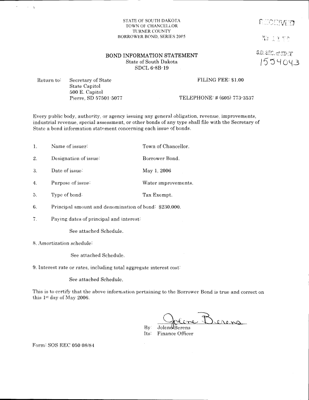 STATE OF SOUTH DAKOTA
TOWN OF CHANCELLOR
TURNER COUNTY
BORROWER BOND, SERIES
RECEIVED
BOND INFORMATION STATEMENT
State of South Dakota
SDCL 6-8B-19
Return to: Secretary of State FILING FEE: $1.00
State Capitol
500 E. Capitol
Pierre, SD 57501-5077 TELEPHONE: # (605) 773-3537
Every public body, authority, or agency issuing any general obligation, revenue, improvements,
industrial revenue, special assessment, or other bonds of any type shall file with the Secretary of
State a bond information statement concerning each issue of bonds.
1. Name of issuer: Town of Chancellor.
2. Designation of issue: Borrower Bond.
3. Date of issue: May 1, 2006
4. Purpose of issue: Water improvements.
5. Type of bond: Tax Exempt.
6. Principal amount and denomination of bond: $230,000.
7. Paying dates of principal and interest:
See attached Schedule.
8. Amortization schedule:
See attached Schedule.
9. Interest rate or rates, including total aggregate interest cost:
See attached Schedule.
This is to certify that the above information pertaining to the Borrower Bond is true and correct on
this 1st day of May 2006.
Jolene Berens
By: Jolene Berens
Its: Finance Officer
Form: SOS REC 050 08/84